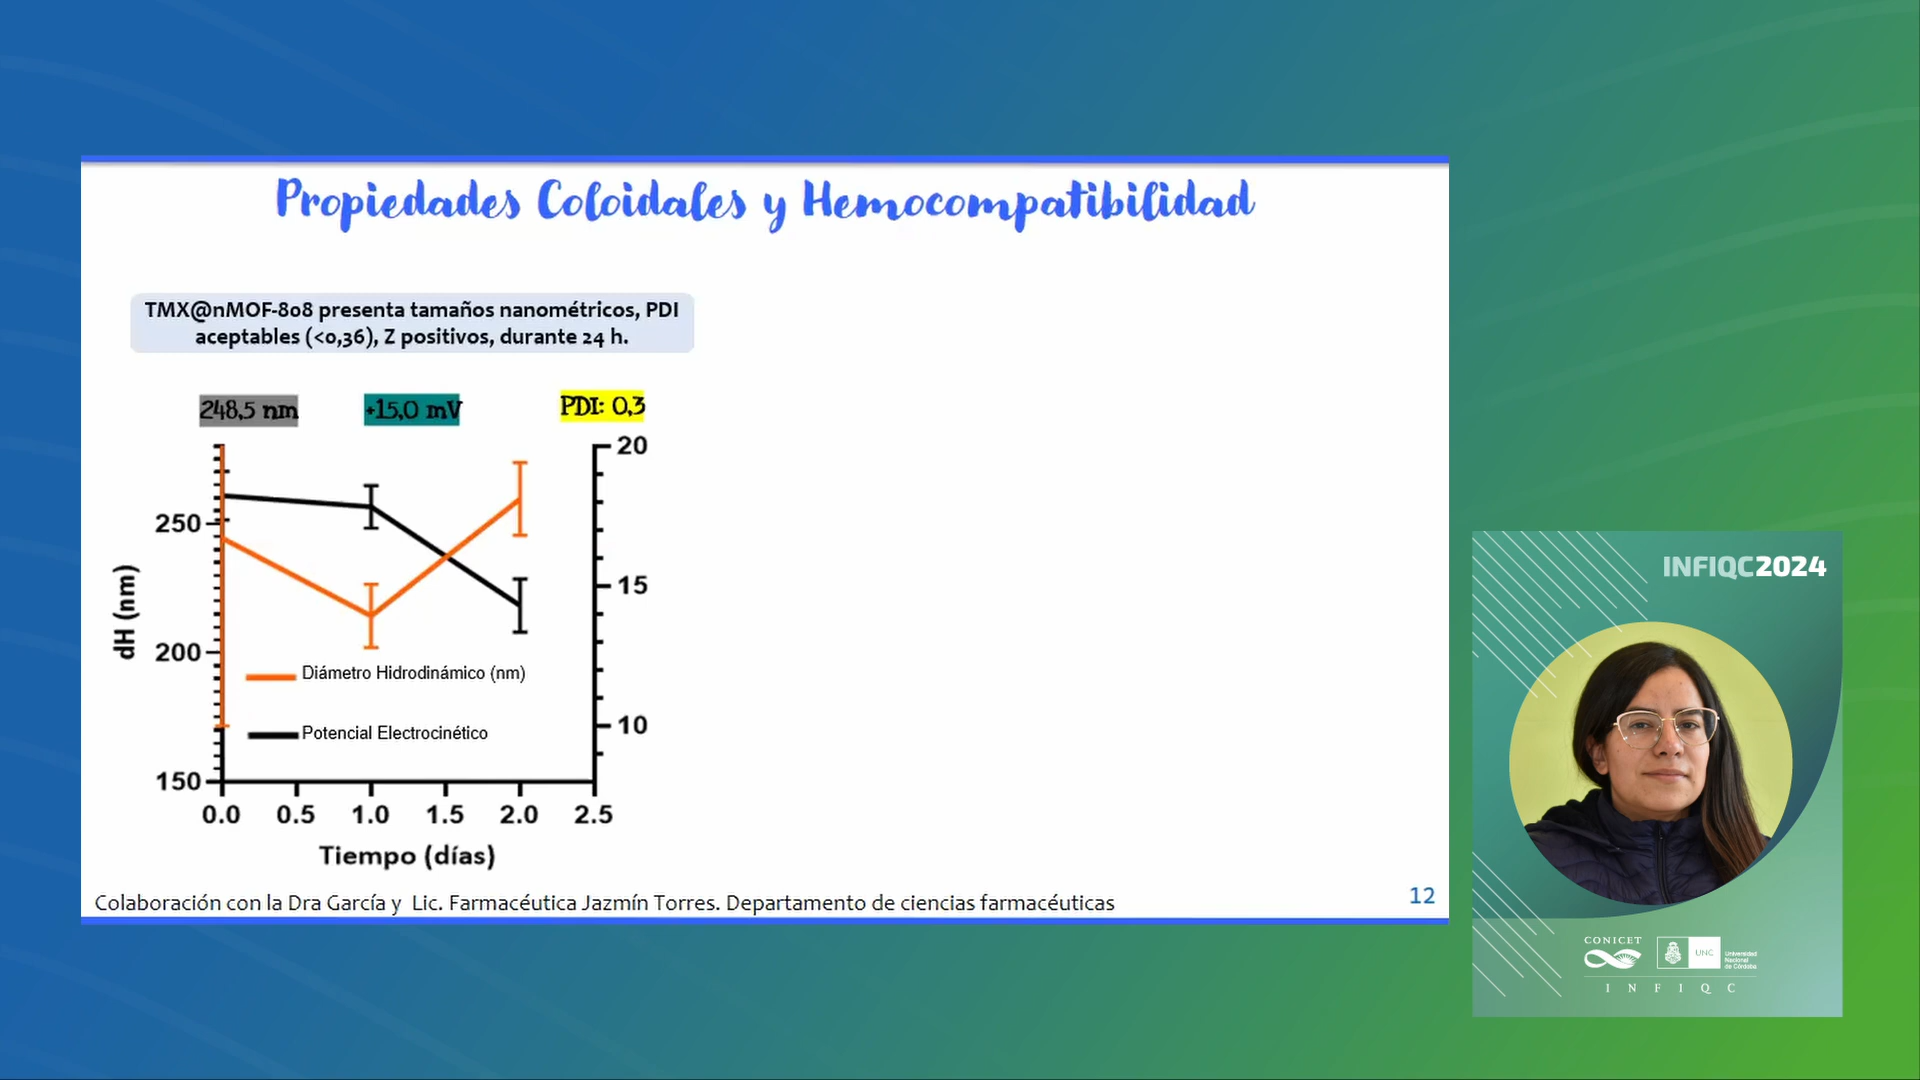 Propiedades Coloidales y Hemocompatibilidad
TMX@nMOF-808 presenta tamaños nanométricos, PDI
aceptables (<0,36), Z positivos, durante 24 h.
248,5 nm
+15,0 mV
PDI: 0,3
dH (nm)
250
200
150
20
15
10
Diámetro Hidrodinámico (nm)
Potencial Electrocinético
0.0 0.5 1.0 1.5 2.0 2.5
Tiempo (días)
Colaboración con la Dra García y Lic. Farmacéutica Jazmín Torres. Departamento de ciencias farmacéuticas
12
INFIQC2024
CONICET
UNC
Universidad
Nacional
de Córdoba
INFIQC